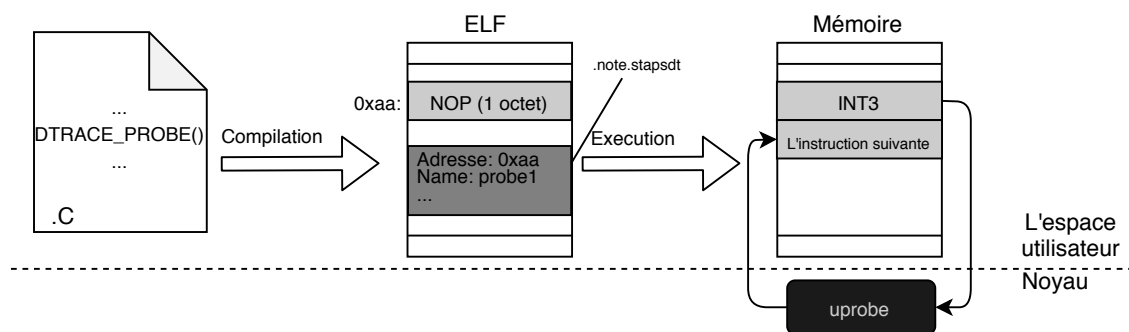 ELF
Mémoire
.note.stapsdt
0xaa:
NOP (1 octet)
INT3
...
DTRACE_PROBE()
...
Compilation
Execution
L'instruction suivante
Adresse: 0xaa
Name: probe1
...
.C
L'espace
utilisateur
Noyau
uprobe